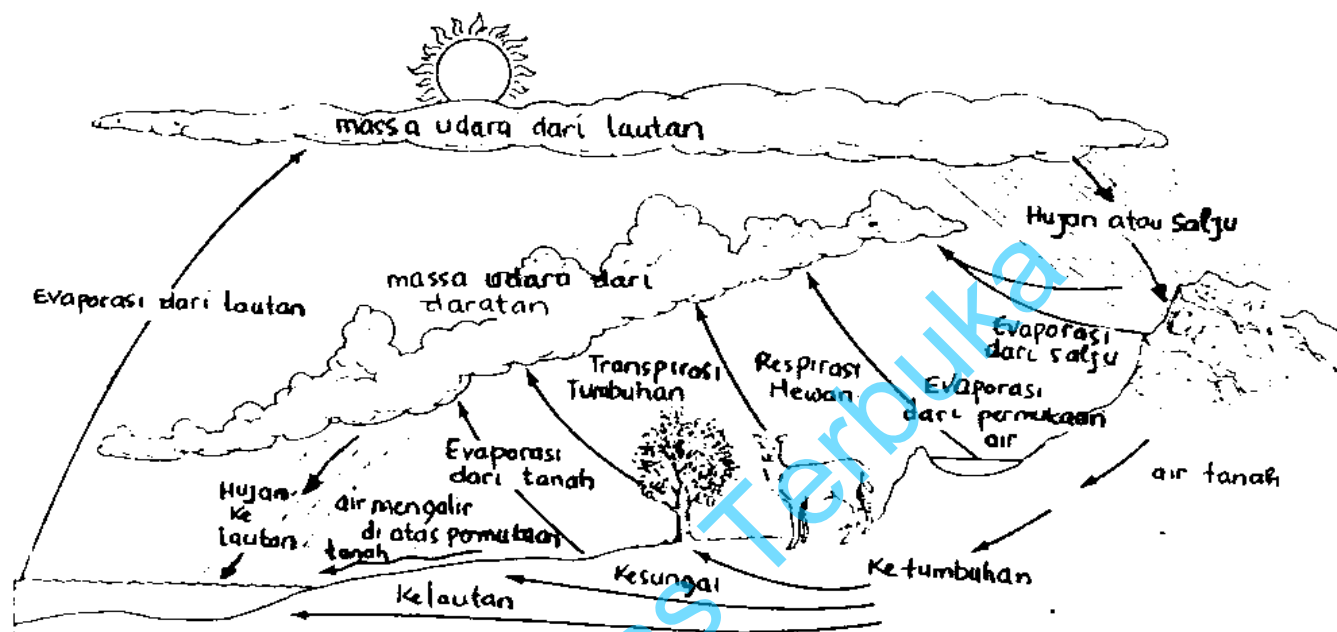 massa udara dari lautan
Hujan atau Salju
massa udara dari
daratan
Evaporasi dari lautan
Evaporasi
dari salju
Transpirasi
Tumbuhan
Respirasi
Hewan
Evaporasi
dari permukaan
air
Evaporasi
dari tanah
air tanah
Hujan
ke
lautan
air mengalir
di atas permukaan
tanah
Ke tumbuhan
Kesungai
Kelautan
Terbuka